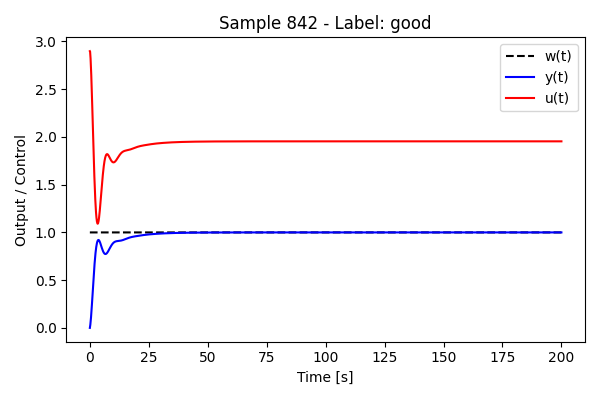 Sample 842 - Label: good
3.0
2.5
2.0
1.5
1.0
0.5
0.0
Output / Control
w(t)
y(t)
u(t)
0 25 50 75 100 125 150 175 200
Time [s]